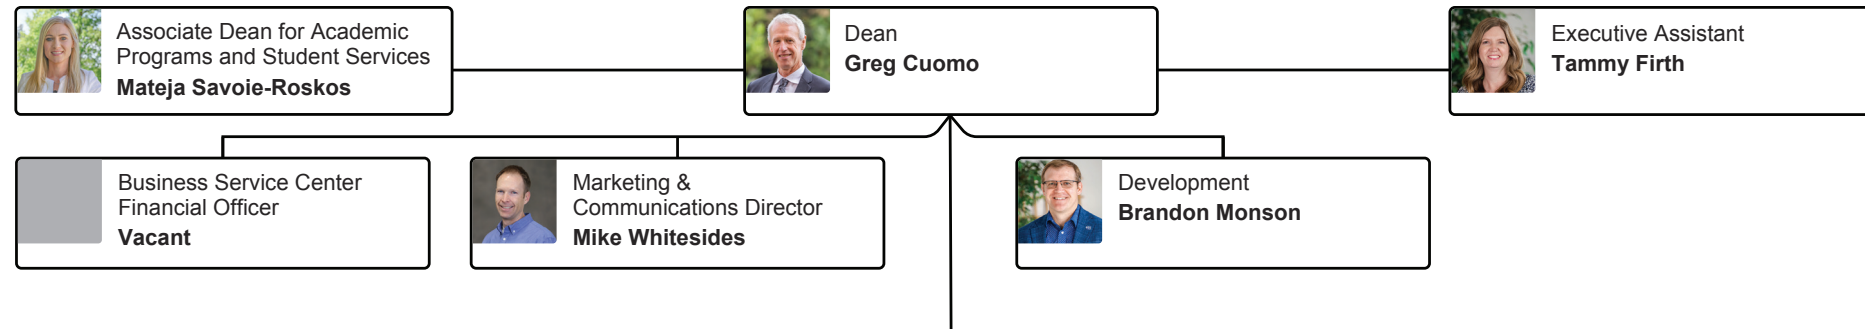 Associate Dean for Academic
Programs and Student Services
Mateja Savoie-Roskos
Dean
Greg Cuomo
Executive Assistant
Tammy Firth
Business Service Center
Financial Officer
Vacant
Marketing &
Communications Director
Mike Whitesides
Development
Brandon Monson